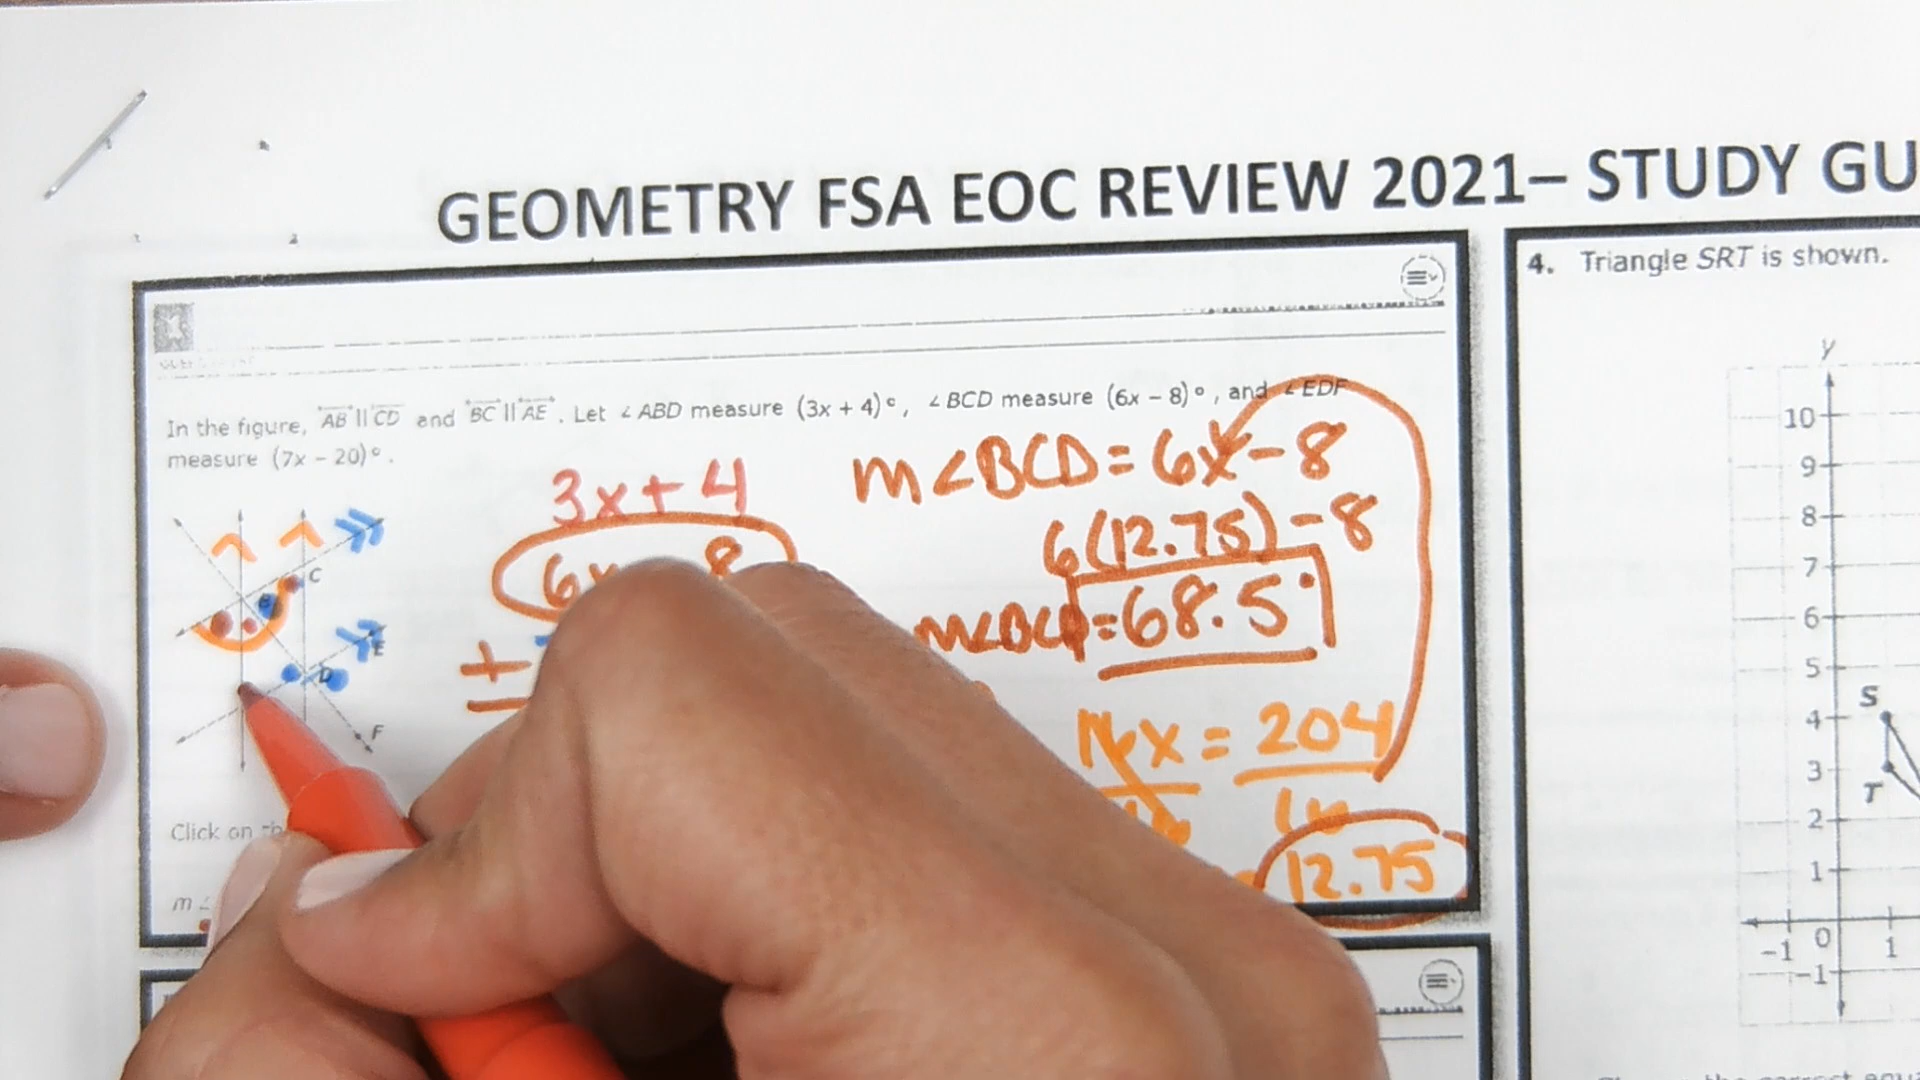 GEOMETRY FSA EOC REVIEW 2021– STUDY GU
In the figure, AB || CD and BC || AE . Let ∠ ABD measure (3x + 4)° , ∠ BCD measure (6x − 8)° , and ∠ EDF
measure (7x − 20)° .
3x + 4
6x 8
+
m∠BCD = 6x − 8
6(12.75) − 8
m∠BCD = 68.5°
x = 204
12.75
C
B
E
D
F
Click on
m ∠
4. Triangle SRT is shown.
y
10
9
8
7
6
5
S
4
3
T
2
1
−1 0 1
−1